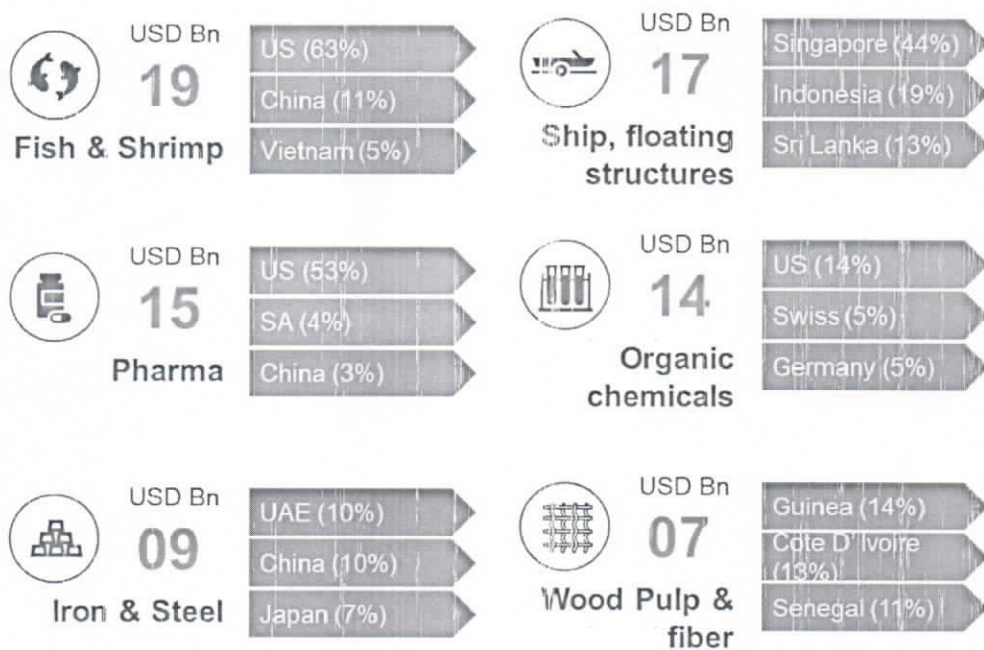 USD Bn
19
Fish & Shrimp
US (63%)
China (11%)
Vietnam (5%)
USD Bn
17
Ship, floating
structures
Singapore (44%)
Indonesia (19%)
Sri Lanka (13%)
USD Bn
15
Pharma
US (53%)
SA (4%)
China (3%)
USD Bn
14
Organic
chemicals
US (14%)
Swiss (5%)
Germany (5%)
USD Bn
09
Iron & Steel
UAE (10%)
China (10%)
Japan (7%)
USD Bn
07
Wood Pulp &
fiber
Guinea (14%)
Cote D' Ivoire
(13%)
Senegal (11%)